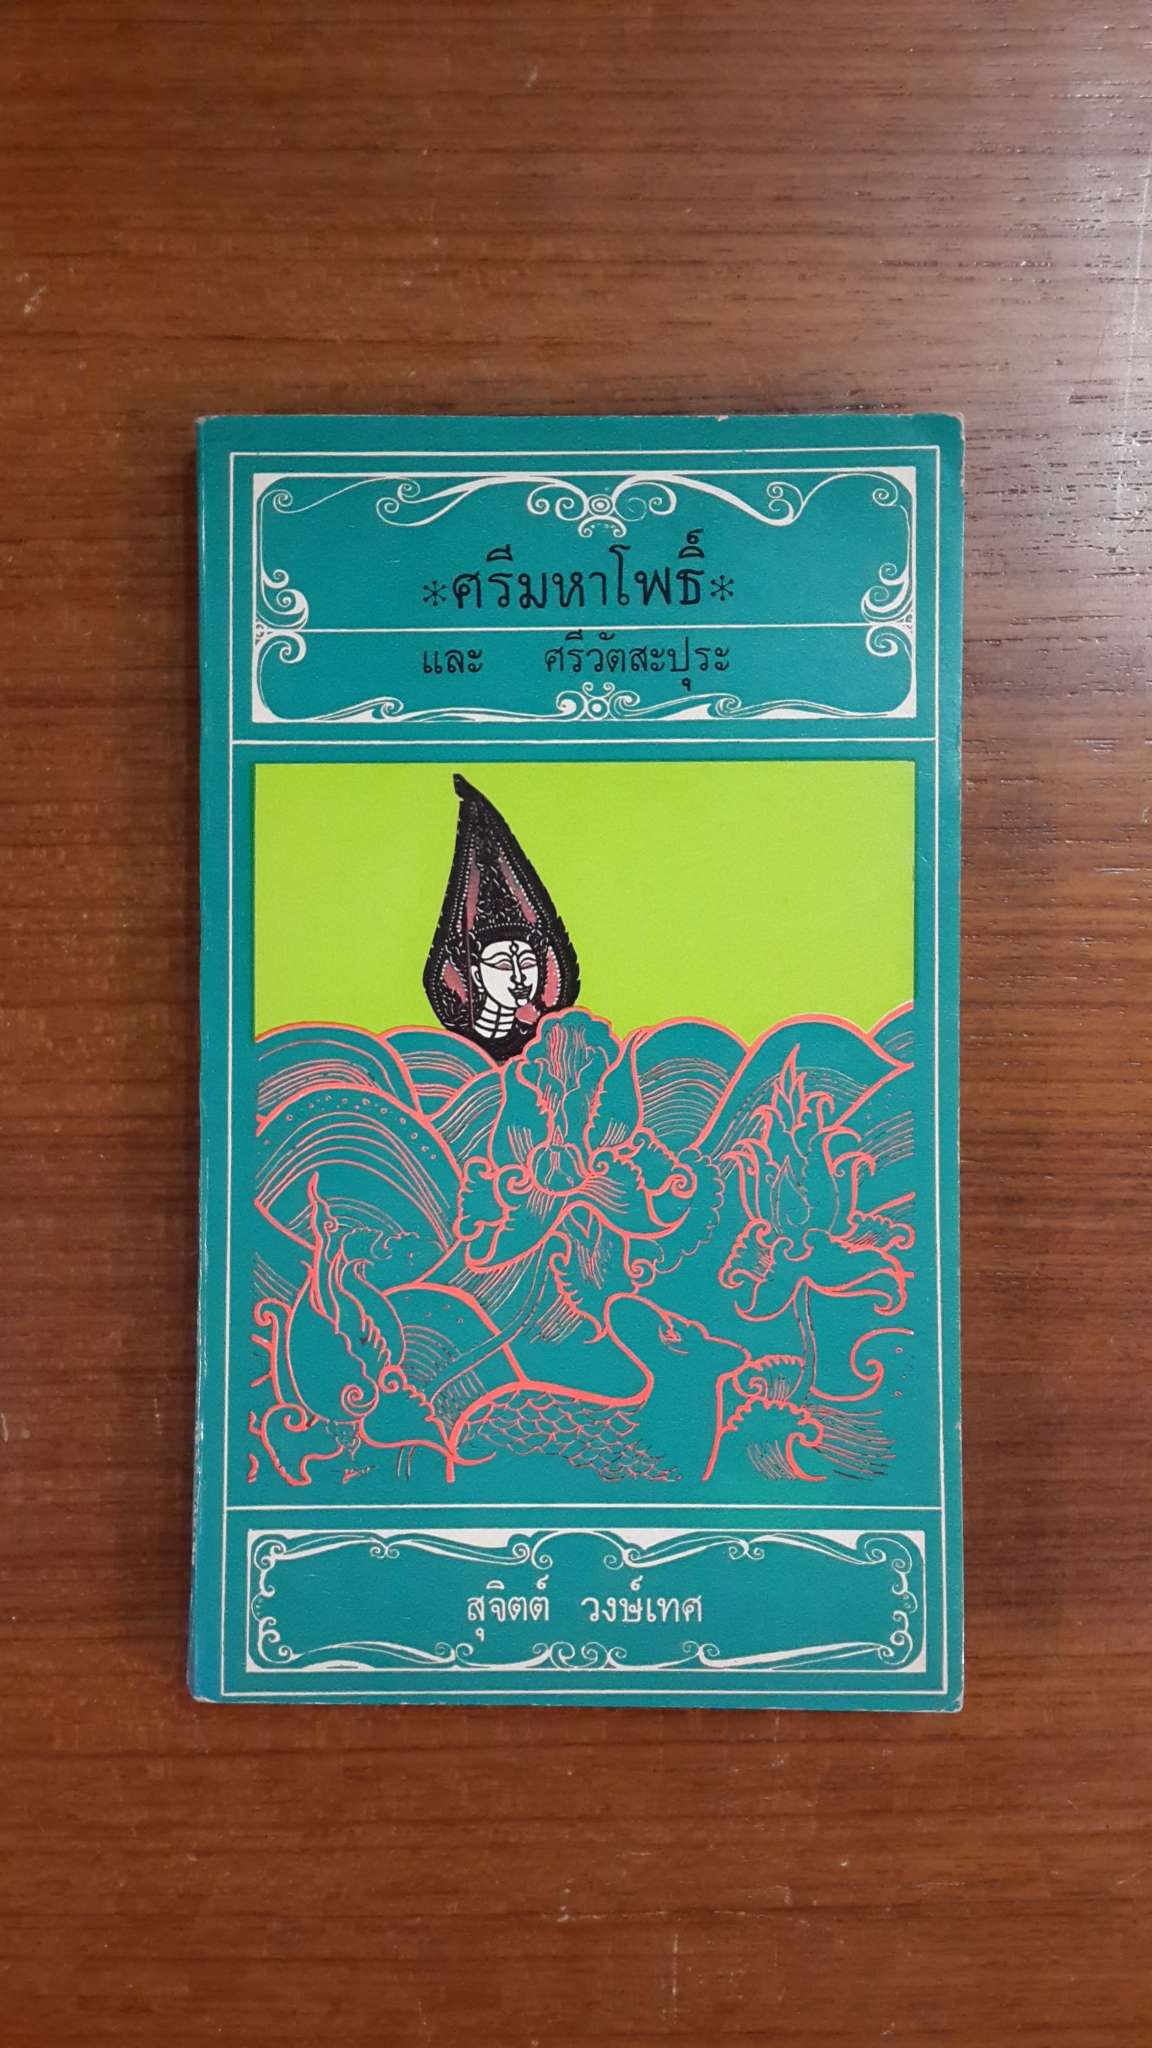 *ศรีมหาโพธิ์*
และ ศรีวัตสะปุระ
สุจิตต์ วงษ์เทศ